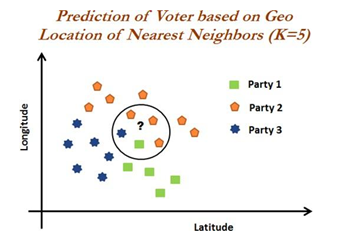 Prediction of Voter based on Geo
Location of Nearest Neighbors (K=5)
Party 1
Party 2
Party 3
?
Longitude
Latitude